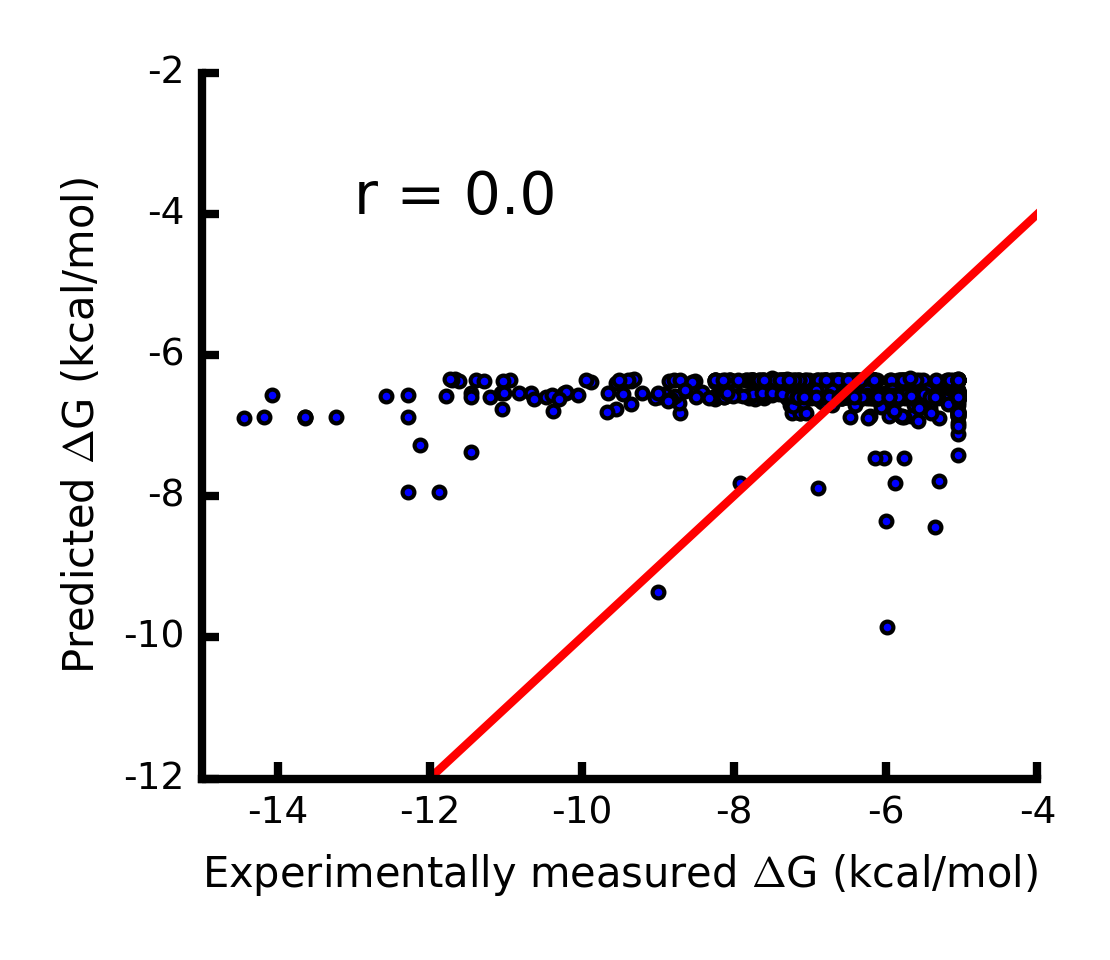 -2
r = 0.0
-4
-6
-8
-10
-12
Predicted ΔG (kcal/mol)
-14 -12 -10 -8 -6 -4
Experimentally measured ΔG (kcal/mol)